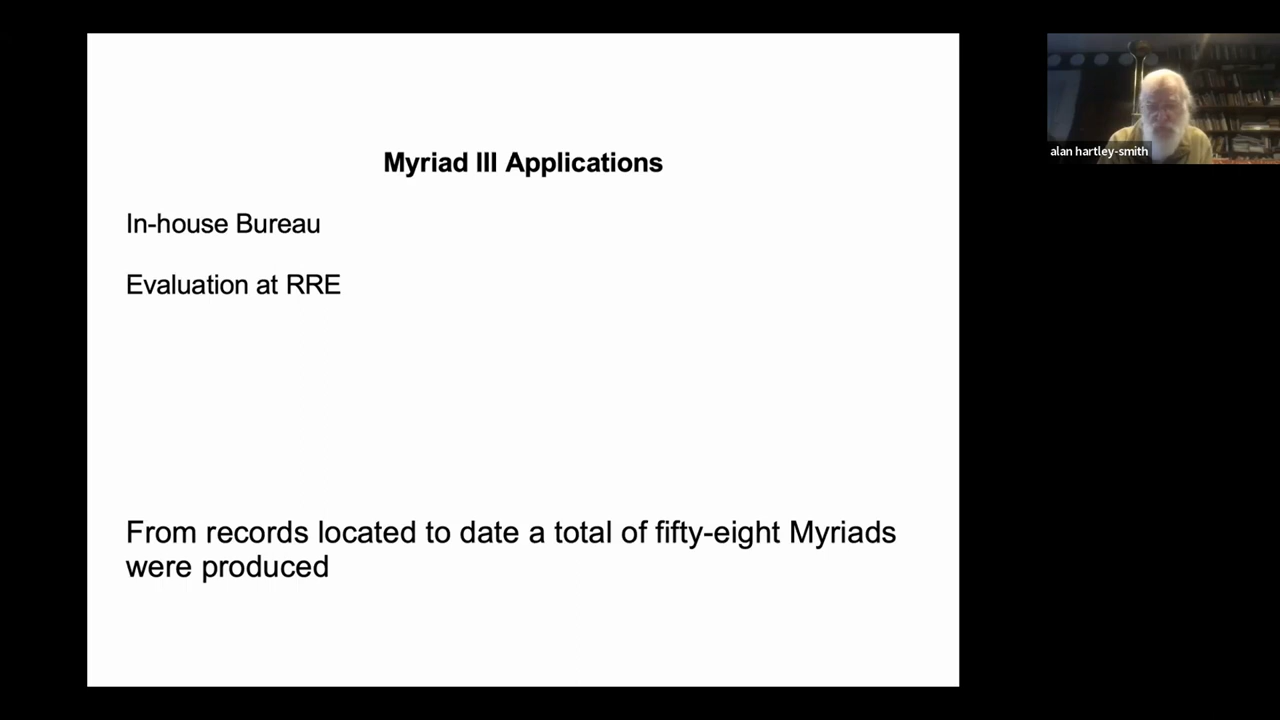 Myriad III Applications
alan hartley-smith
In-house Bureau
Evaluation at RRE
From records located to date a total of fifty-eight Myriads
were produced